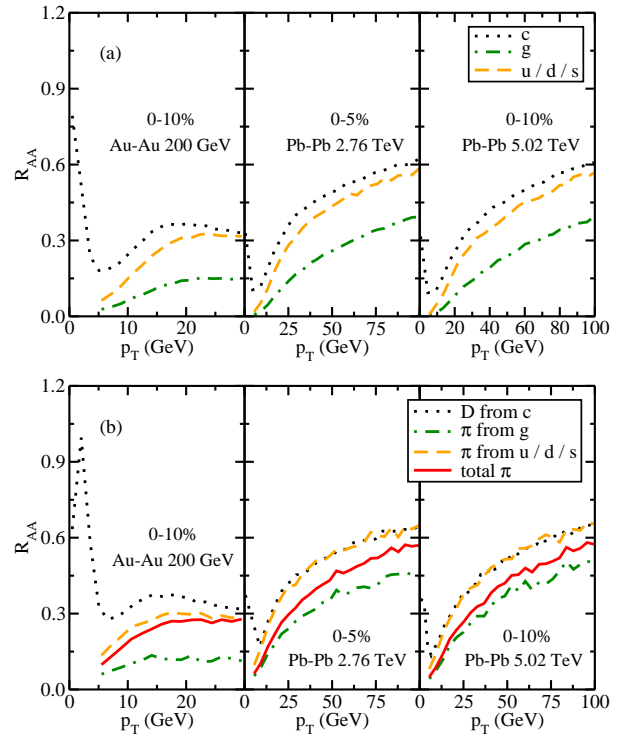 1.2
(a)
c
g
u / d / s
0.9
0-10%
Au-Au 200 GeV
0-5%
Pb-Pb 2.76 TeV
0-10%
Pb-Pb 5.02 TeV
R_AA
0.6
0.3
0.0
0 10 20 0 25 50 75 0 20 40 60 80 100
p_T (GeV) p_T (GeV) p_T (GeV)
1.2
(b)
D from c
π from g
π from u / d / s
total π
0.9
0-10%
Au-Au 200 GeV
R_AA
0.6
0.3
0-5%
Pb-Pb 2.76 TeV
0-10%
Pb-Pb 5.02 TeV
0.0
0 10 20 0 25 50 75 0 20 40 60 80 100
p_T (GeV) p_T (GeV) p_T (GeV)